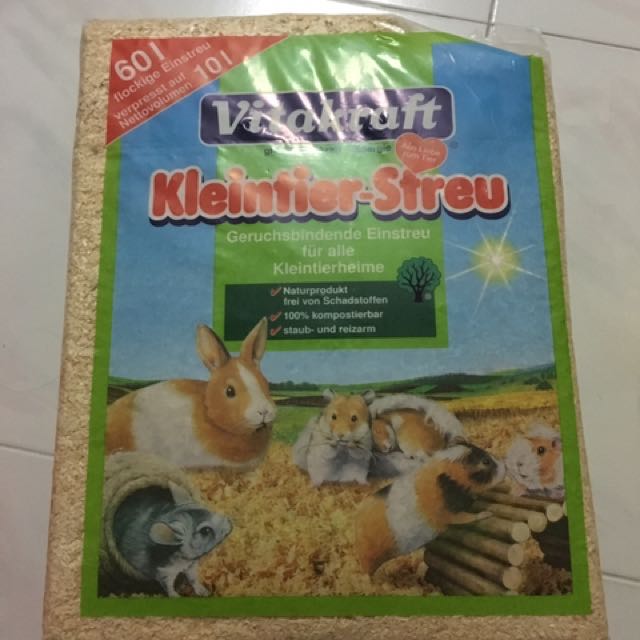 60 l
flockige Einstreu
verpresst auf
Nettovolumen 10 l
Vitakraft
Aus Liebe
zum Tier
Kleintier-Streu
Geruchsbindende Einstreu
für alle
Kleintierheime
Naturprodukt
frei von Schadstoffen
100% kompostierbar
staub- und reizarm